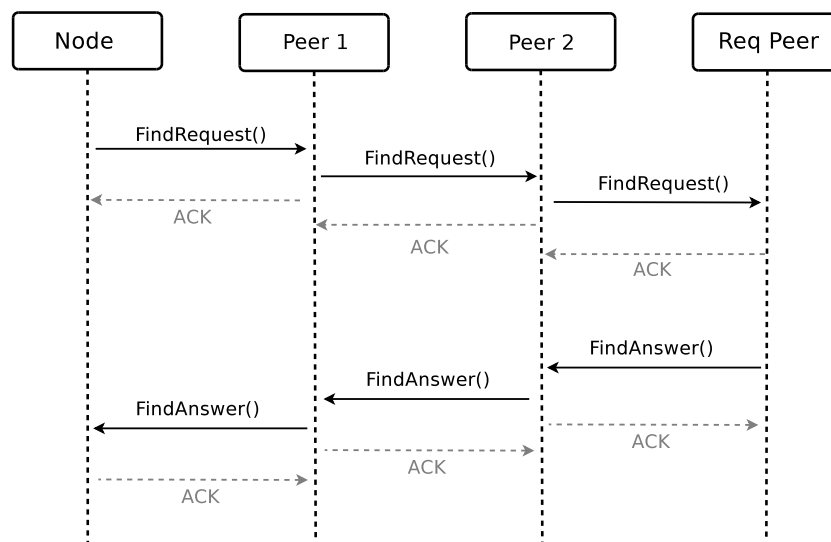 Node
Peer 1
Peer 2
Req Peer
FindRequest()
FindRequest()
FindRequest()
ACK
ACK
ACK
FindAnswer()
FindAnswer()
FindAnswer()
ACK
ACK
ACK